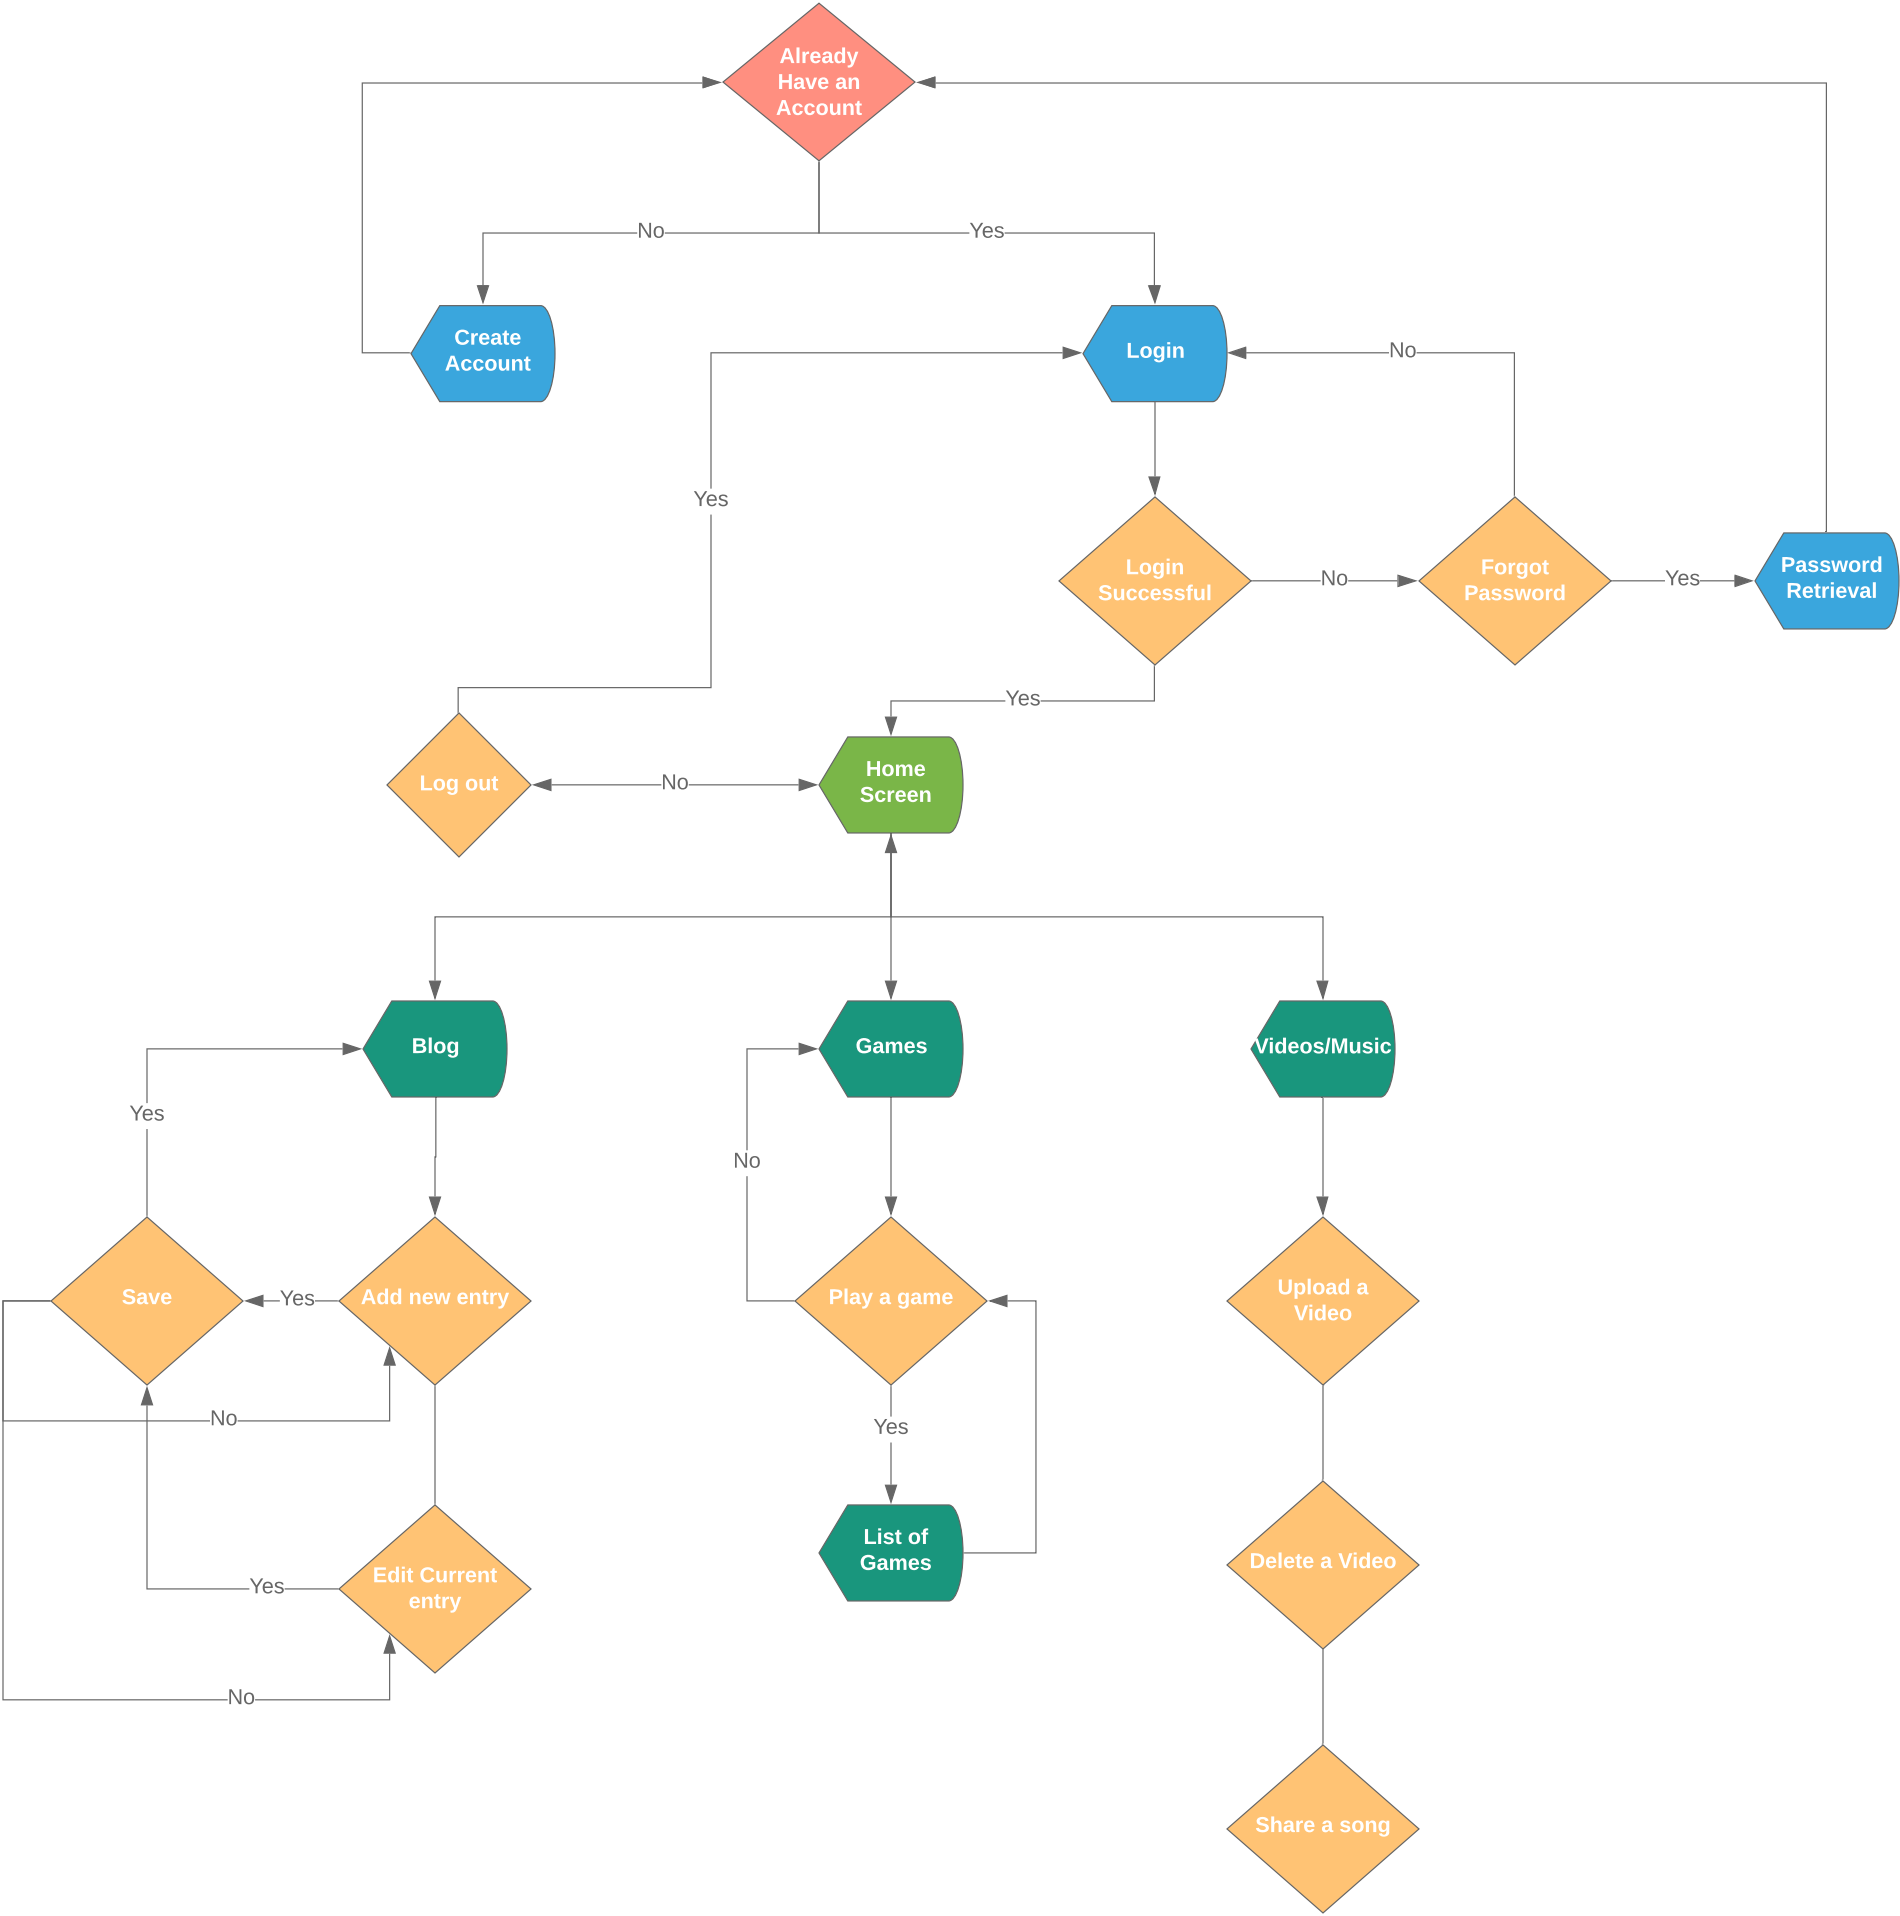 Already
Have an
Account
No
Yes
Create
Account
Login
No
Yes
Login
Successful
No
Forgot
Password
Yes
Password
Retrieval
Yes
Log out
No
Home
Screen
Blog
Games
Videos/Music
Yes
No
Save
Yes
Add new entry
Play a game
Upload a
Video
No
Yes
Edit Current
entry
Yes
List of
Games
Delete a Video
No
Share a song